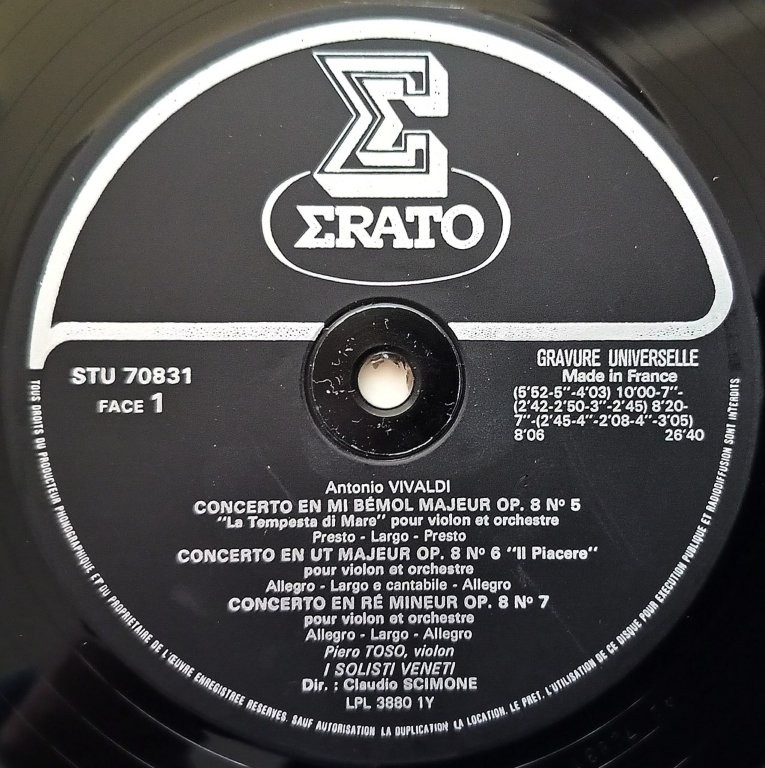 ΣRATO
STU 70831
FACE 1
GRAVURE UNIVERSELLE
Made in France
(5'52-5''-4'03) 10'00-7''-
(2'42-2'50-3''-2'45) 8'20-
7''-(2'45-4''-2'08-4''-3'05)
8'06 26'40
Antonio VIVALDI
CONCERTO EN MI BÉMOL MAJEUR OP. 8 Nº 5
"La Tempesta di Mare" pour violon et orchestre
Presto - Largo - Presto
CONCERTO EN UT MAJEUR OP. 8 Nº 6 "Il Piacere"
pour violon et orchestre
Allegro - Largo e cantabile - Allegro
CONCERTO EN RÉ MINEUR OP. 8 Nº 7
pour violon et orchestre
Allegro - Largo - Allegro
Piero TOSO, violon
I SOLISTI VENETI
Dir. : Claudio SCIMONE
LPL 3880 1Y
TOUS DROITS DU PRODUCTEUR PHONOGRAPHIQUE ET DU PROPRIETAIRE DE L'ŒUVRE ENREGISTREE RESERVES. SAUF AUTORISATION LA DUPLICATION LA LOCATION, LE PRET, L'UTILISATION DE CE DISQUE POUR EXECUTION PUBLIQUE ET RADIODIFFUSION SONT INTERDITS